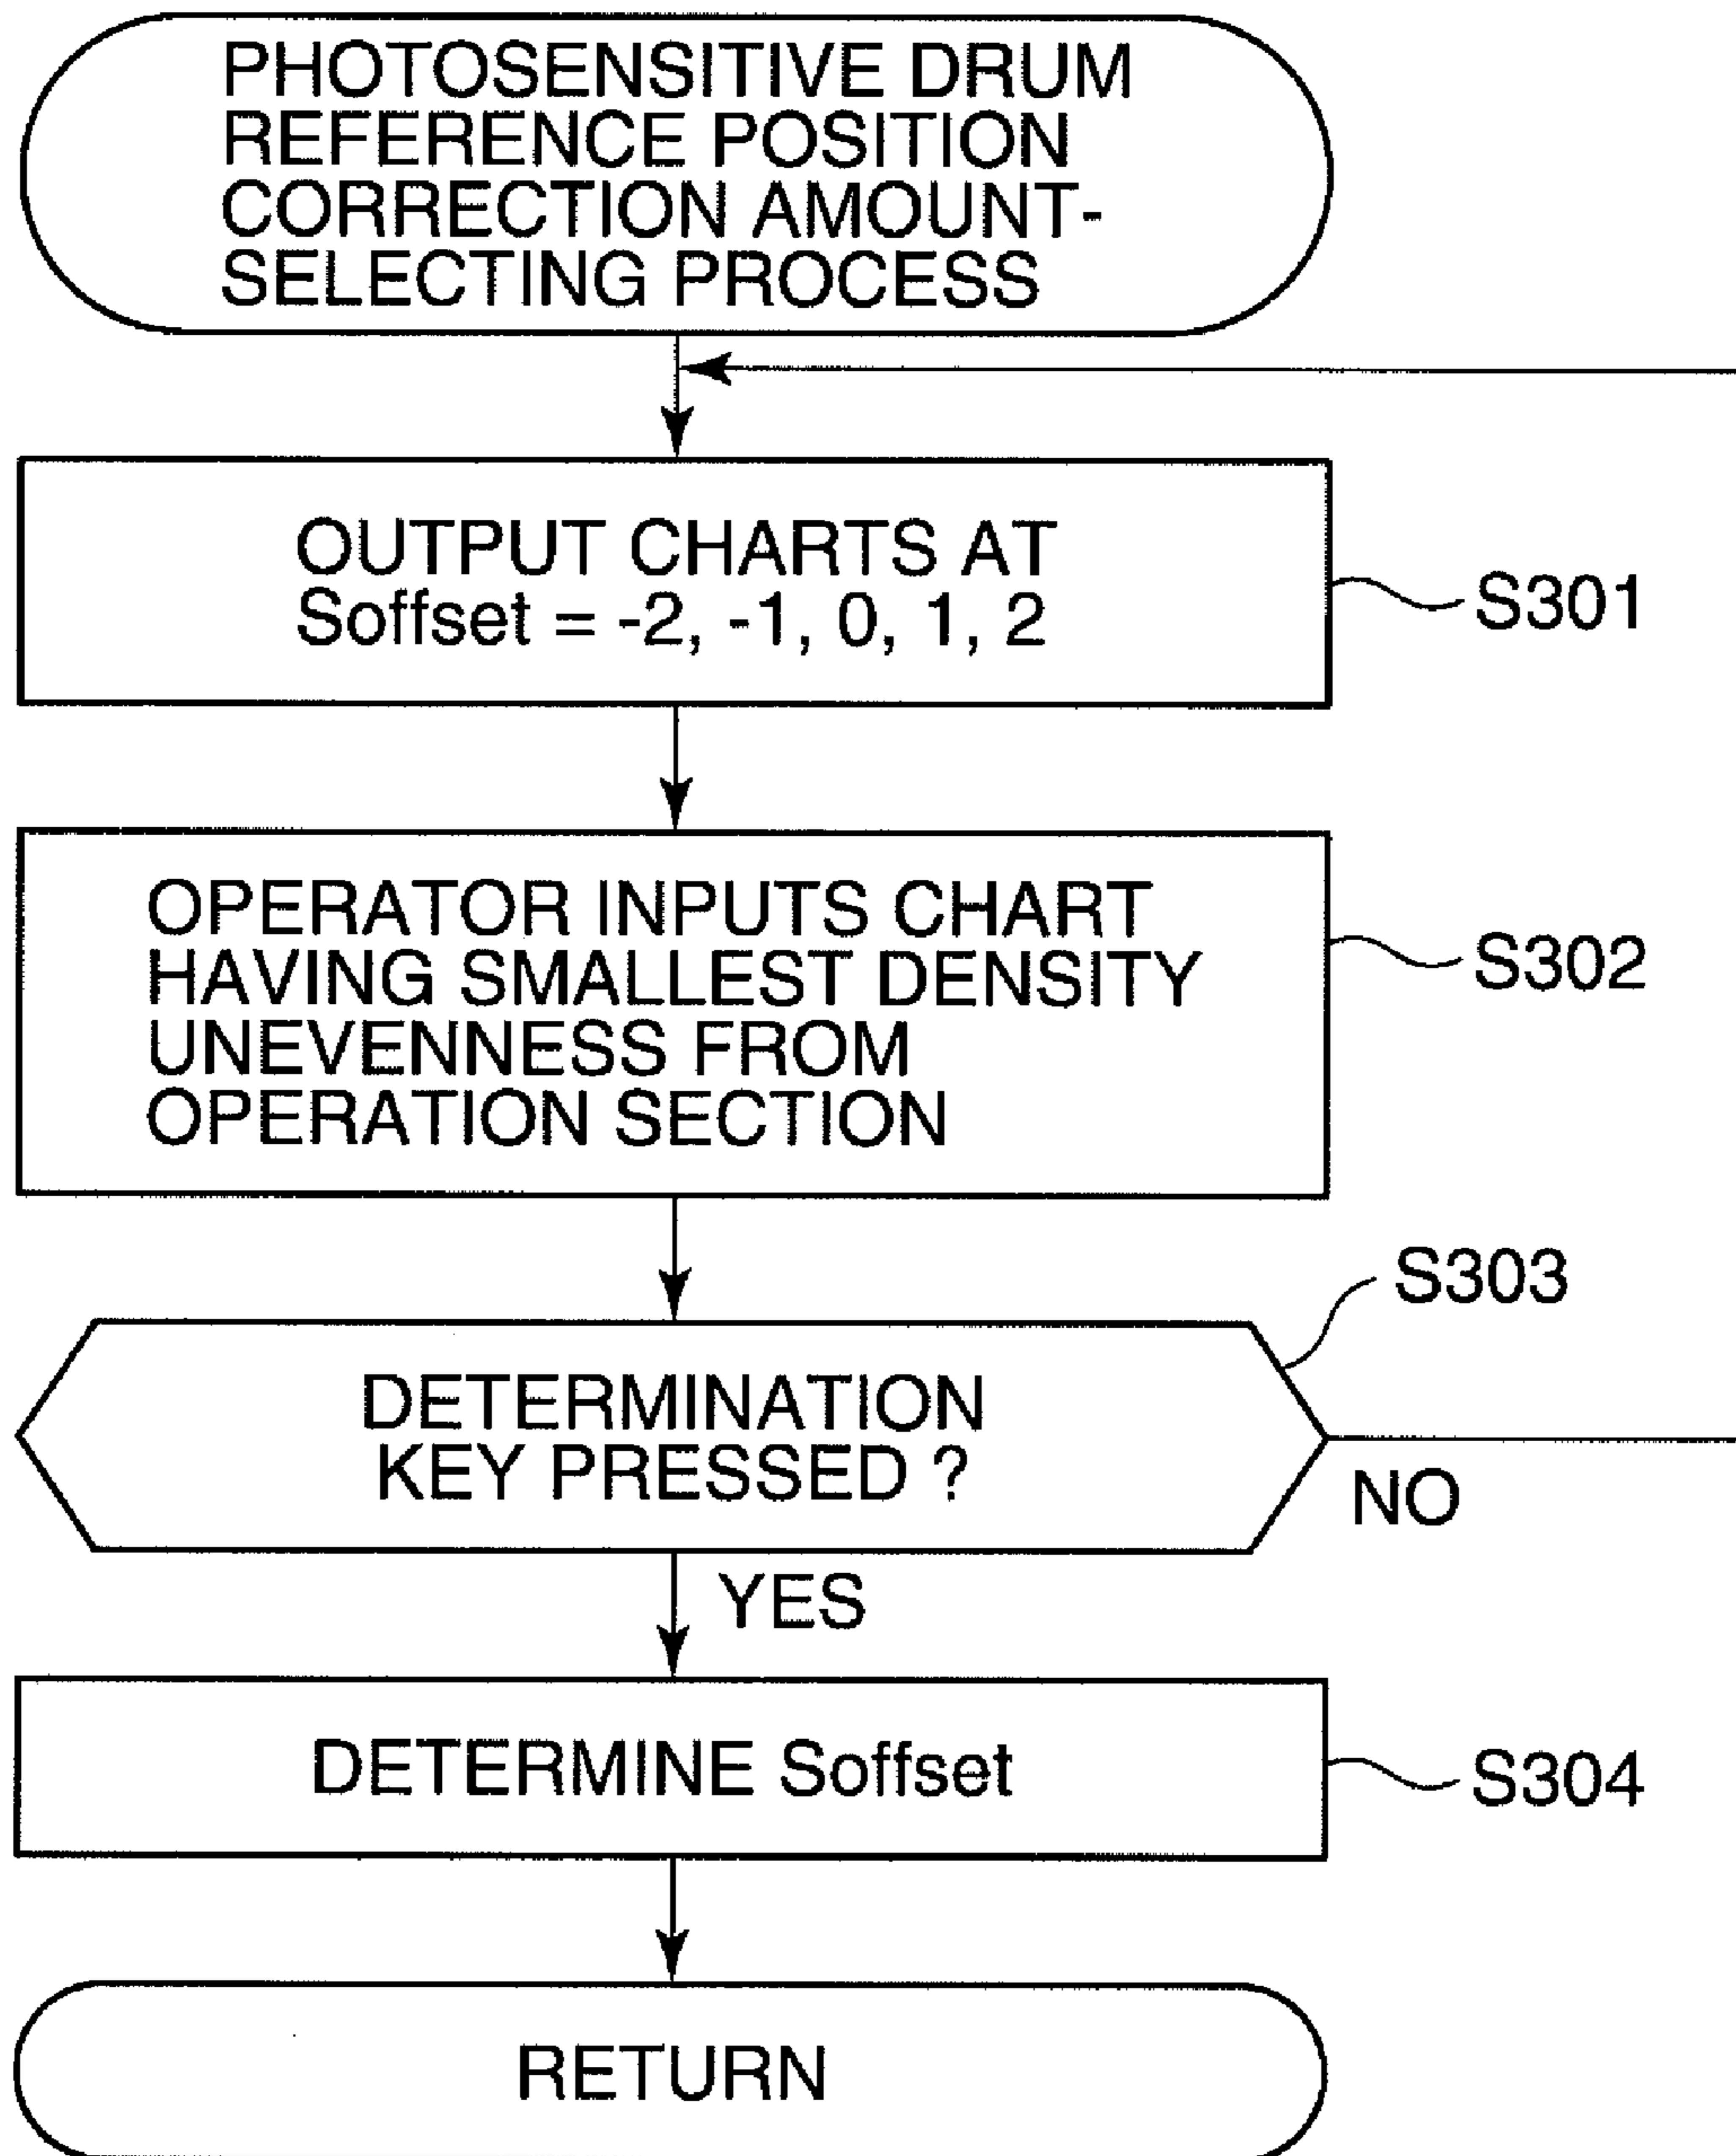 PHOTOSENSITIVE DRUM
REFERENCE POSITION
CORRECTION AMOUNT-
SELECTING PROCESS
OUTPUT CHARTS AT
Soffset = -2, -1, 0, 1, 2
S301
OPERATOR INPUTS CHART
HAVING SMALLEST DENSITY
UNEVENNESS FROM
OPERATION SECTION
S302
S303
DETERMINATION
KEY PRESSED ?
NO
YES
DETERMINE Soffset
S304
RETURN